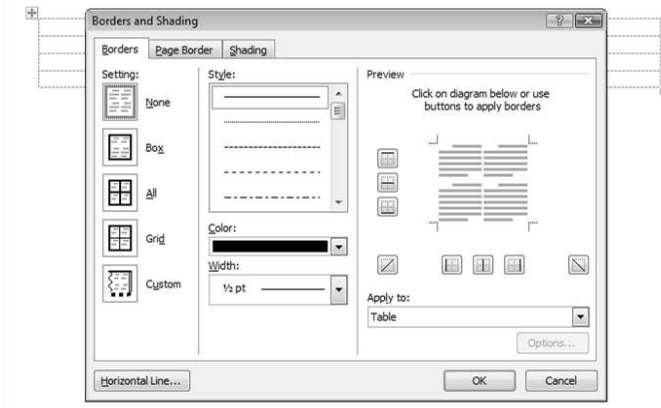 Borders and Shading
Borders
Page Border
Shading
Setting:
None
Box
All
Grid
Custom
Style:
Color:
Width:
½ pt
Preview
Click on diagram below or use
buttons to apply borders
Apply to:
Table
Options...
Horizontal Line...
OK
Cancel